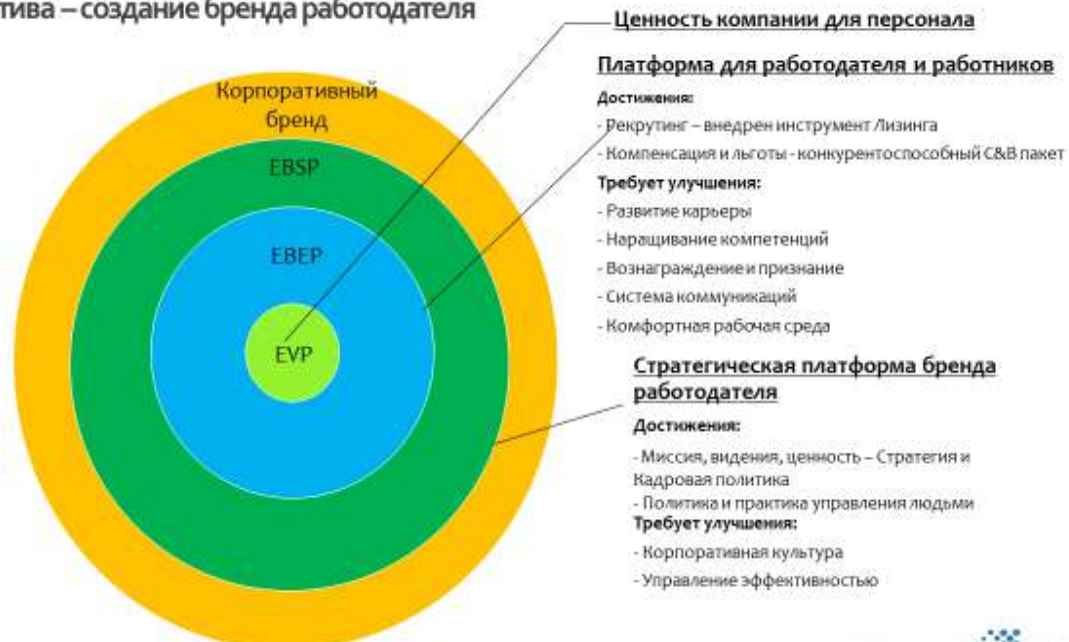 – создание бренда работодателя
Корпоративный
бренд
EBSP
EBEP
EVP
Ценность компании для персонала
Платформа для работодателя и работников
Достижения:
- Рекрутинг – внедрен инструмент Лизинга
- Компенсация и льготы - конкурентоспособный C&B пакет
Требует улучшения:
- Развитие карьеры
- Наращивание компетенций
- Вознаграждение и признание
- Система коммуникаций
- Комфортная рабочая среда
Стратегическая платформа бренда
работодателя
Достижения:
- Миссия, видения, ценность – Стратегия и
Кадровая политика
- Политика и практика управления людьми
Требует улучшения:
- Корпоративная культура
- Управление эффективностью